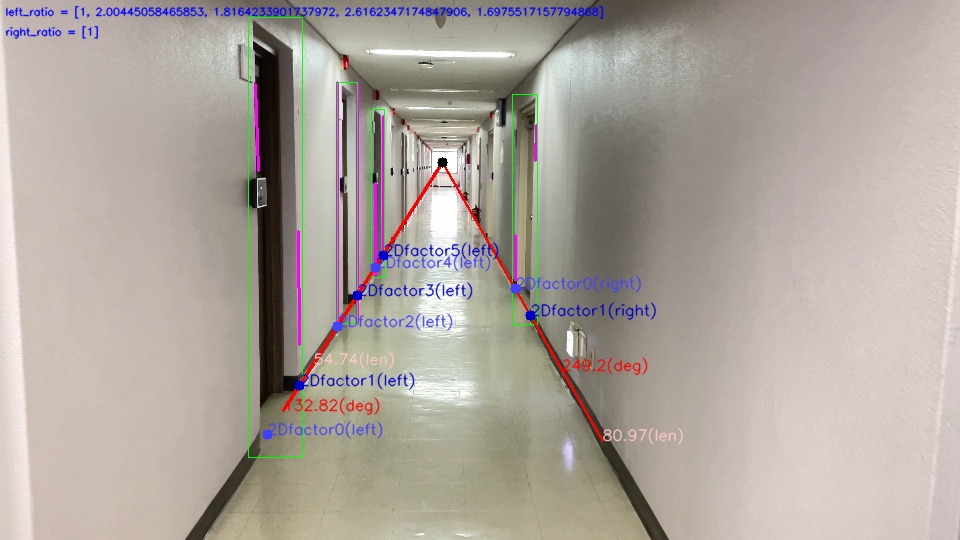 left_ratio = [1, 2.00445058465853, 1.8164233901737972, 2.6162347174847906, 1.6975517157794868]
right_ratio = [1]
2Dfactor5(left)
2Dfactor4(left)
2Dfactor0(right)
2Dfactor3(left)
2Dfactor1(right)
2Dfactor2(left)
54.74(len)
249.2(deg)
2Dfactor1(left)
132.82(deg)
2Dfactor0(left)
80.97(len)